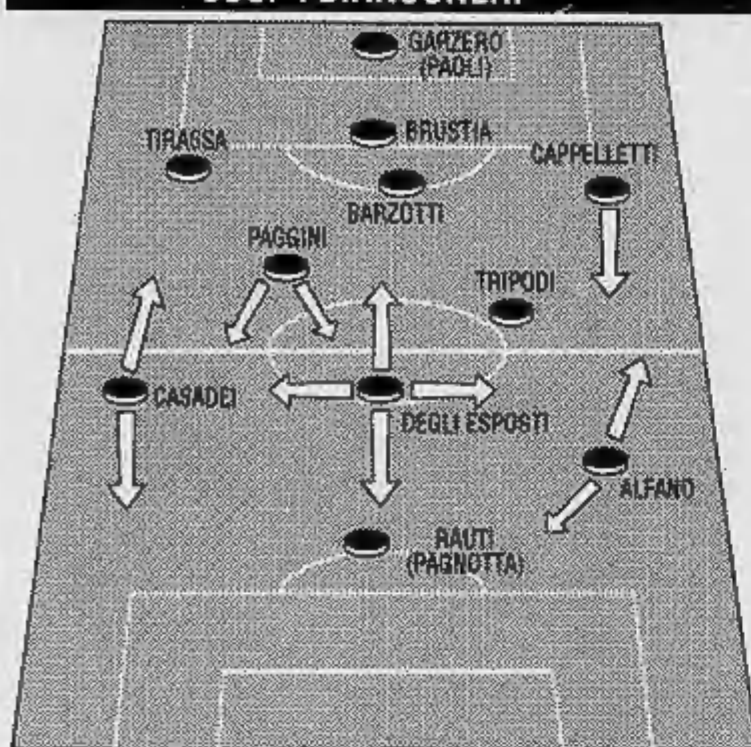 GARZERO
(PAOLI)
BRUSTIA
TIRASSA
CAPPELLETTI
BARZOTTI
PAGGINI
TRIPODI
CASADEI
DEGLI ESPOSTI
ALFANO
RAUTI
(PAGNOTTA)